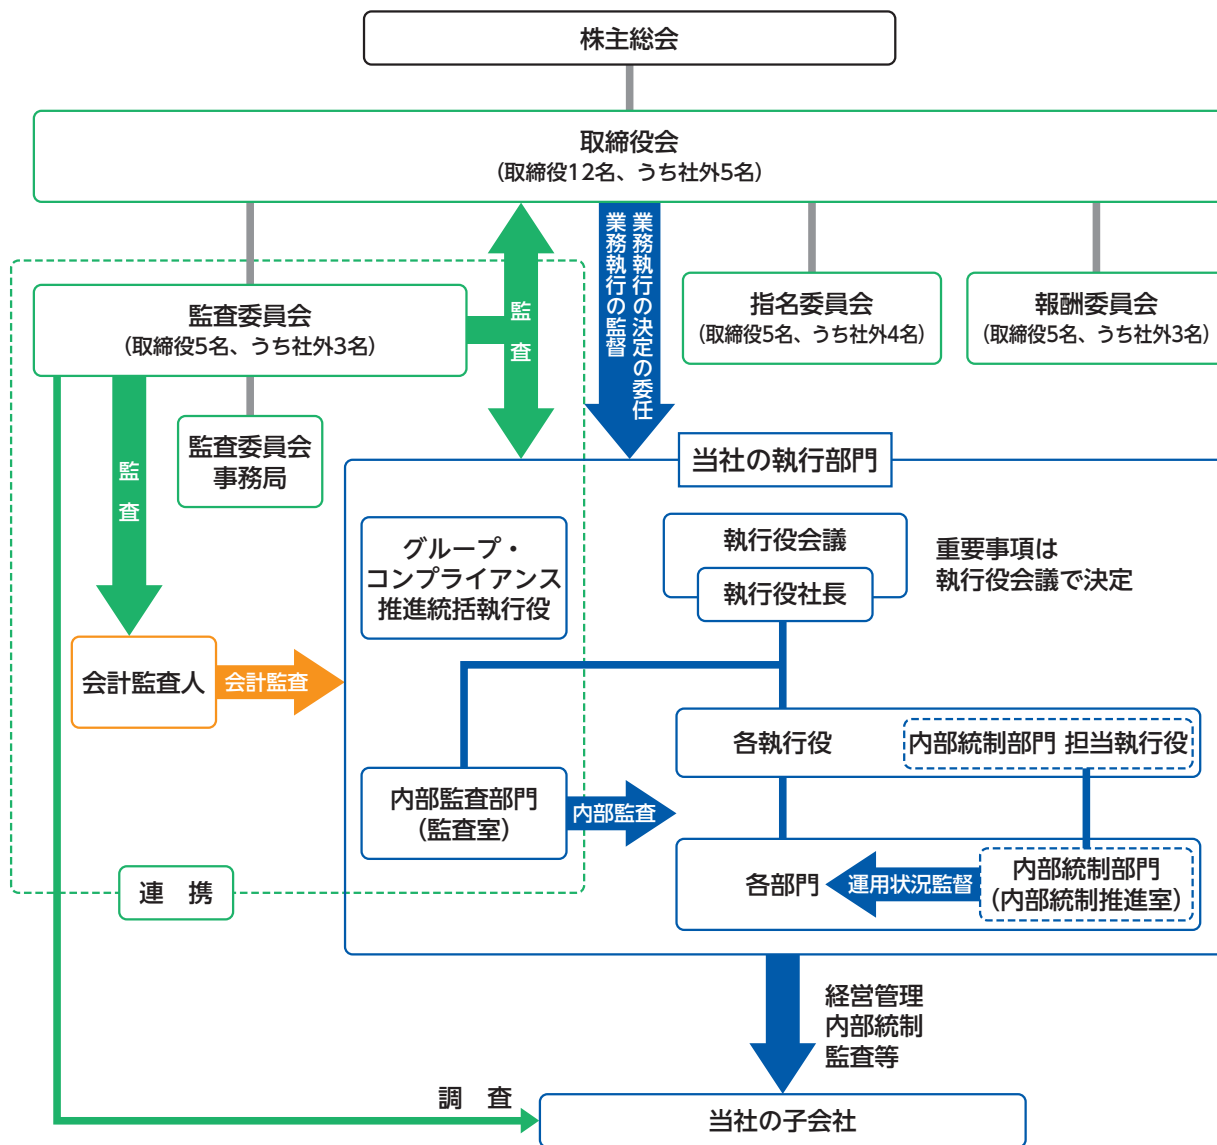 株主総会
取締役会
（取締役12名、うち社外5名）
業務執行の決定の委任
業務執行の監督
監査
監査委員会
（取締役5名、うち社外3名）
指名委員会
（取締役5名、うち社外4名）
報酬委員会
（取締役5名、うち社外3名）
監査
監査委員会
事務局
当社の執行部門
グループ・
コンプライアンス
推進統括執行役
執行役会議
執行役社長
重要事項は
執行役会議で決定
会計監査人
会計監査
各執行役
内部統制部門 担当執行役
内部監査部門
（監査室）
内部監査
各部門
運用状況監督
内部統制部門
（内部統制推進室）
連 携
経営管理
内部統制
監査等
調 査
当社の子会社